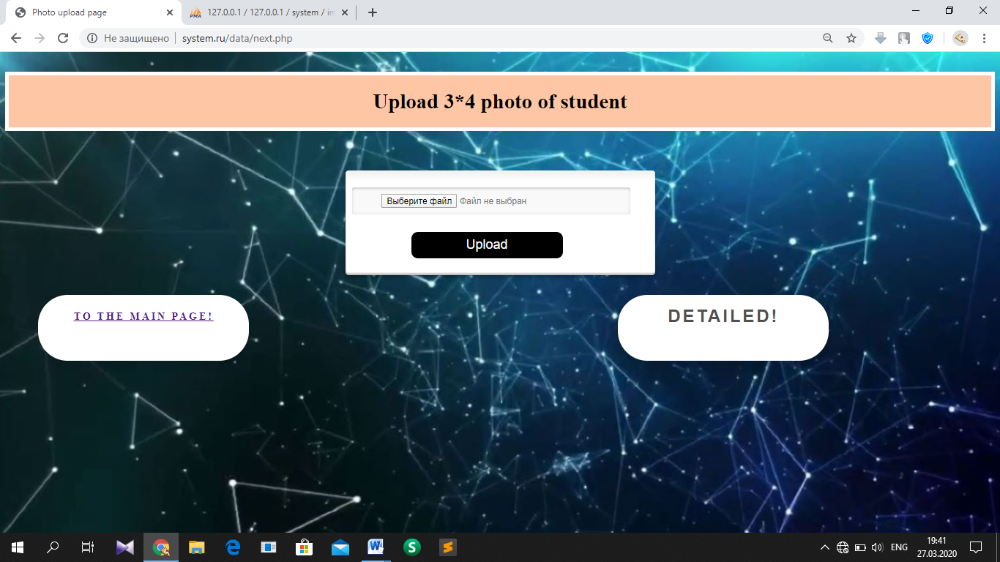 Photo upload page
PMA
127.0.0.1 / 127.0.0.1 / system / im
Не защищено
system.ru/data/next.php
Upload 3*4 photo of student
Выберите файл Файл не выбран
Upload
TO THE MAIN PAGE!
DETAILED!
W
S
ENG
19:41
27.03.2020